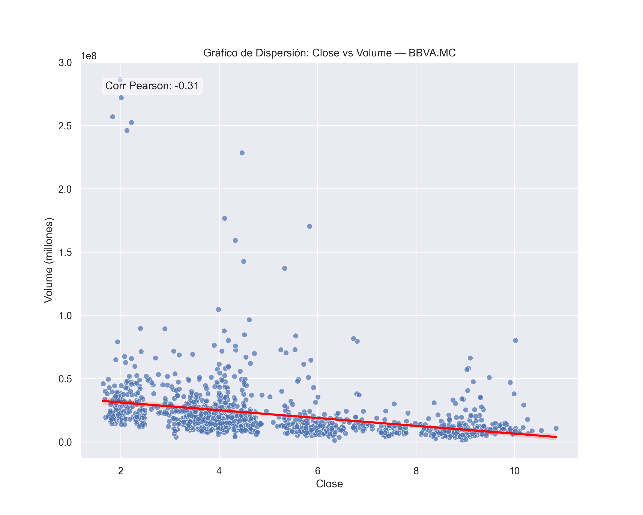 Gráfico de Dispersión: Close vs Volume — BBVA.MC
1e8
Corr Pearson: -0.31
3.0
2.5
2.0
1.5
1.0
0.5
0.0
Volume (millones)
2 4 6 8 10
Close